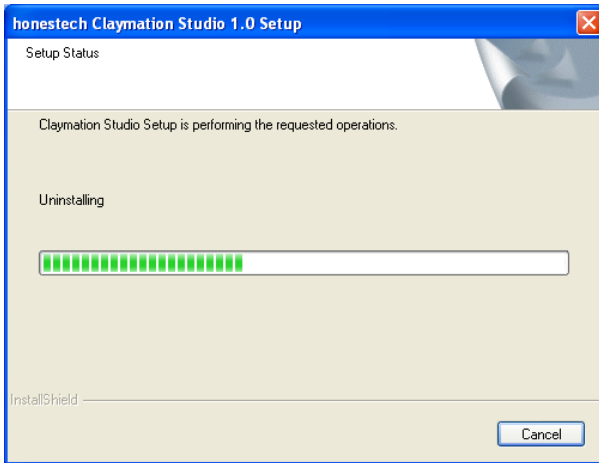 honestech Claymation Studio 1.0 Setup
Setup Status
Claymation Studio Setup is performing the requested operations.
Uninstalling
InstallShield
Cancel